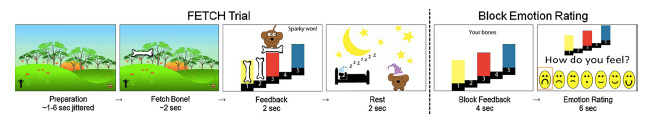 FETCH Trial
Block Emotion Rating
Sparky won!
1 2 3 4 5
z z z z z
Your bones
1 2 3 4 5
How do you feel?
Preparation
~1-6 sec jittered
→
Fetch Bone!
~2 sec
→
Feedback
2 sec
→
Rest
2 sec
Block Feedback
4 sec
→
Emotion Rating
6 sec